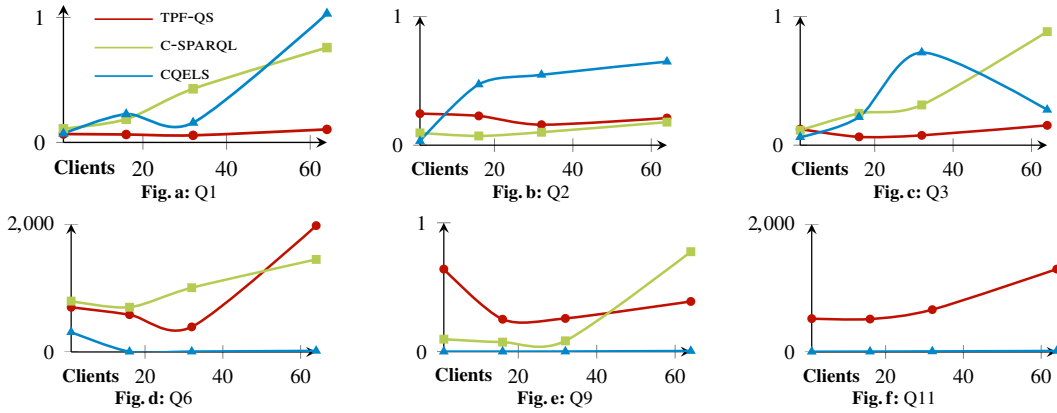 1
TPF-QS
C-SPARQL
CQELS
0
Clients 20 40 60
Fig. a: Q1
1
0
Clients 20 40 60
Fig. b: Q2
1
0
Clients 20 40 60
Fig. c: Q3
2,000
0
Clients 20 40 60
Fig. d: Q6
1
0
Clients 20 40 60
Fig. e: Q9
2,000
0
Clients 20 40 60
Fig. f: Q11